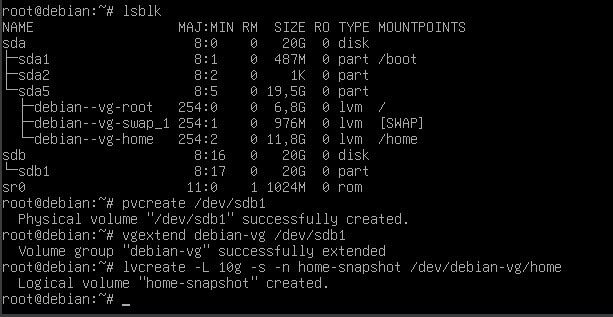 root@debian:~# lsblk
NAME                  MAJ:MIN RM  SIZE RO TYPE MOUNTPOINTS
sda                     8:0    0   20G  0 disk
├─sda1                  8:1    0  487M  0 part /boot
├─sda2                  8:2    0    1K  0 part
└─sda5                  8:5    0 19,5G  0 part
  ├─debian--vg-root   254:0    0  6,8G  0 lvm  /
  ├─debian--vg-swap_1 254:1    0  976M  0 lvm  [SWAP]
  └─debian--vg-home   254:2    0 11,8G  0 lvm  /home
sdb                     8:16   0   20G  0 disk
└─sdb1                  8:17   0   20G  0 part
sr0                    11:0    1 1024M  0 rom
root@debian:~# pvcreate /dev/sdb1
  Physical volume "/dev/sdb1" successfully created.
root@debian:~# vgextend debian-vg /dev/sdb1
  Volume group "debian-vg" successfully extended
root@debian:~# lvcreate -L 10g -s -n home-snapshot /dev/debian-vg/home
  Logical volume "home-snapshot" created.
root@debian:~# _